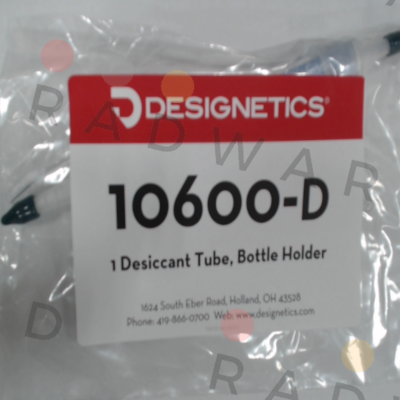 DESIGNETICS®
10600-D
1 Desiccant Tube, Bottle Holder
1624 South Eber Road, Holland, OH 43528
Phone: 419-866-0700 Web: www.designetics.com
RADWAR
D
RAD